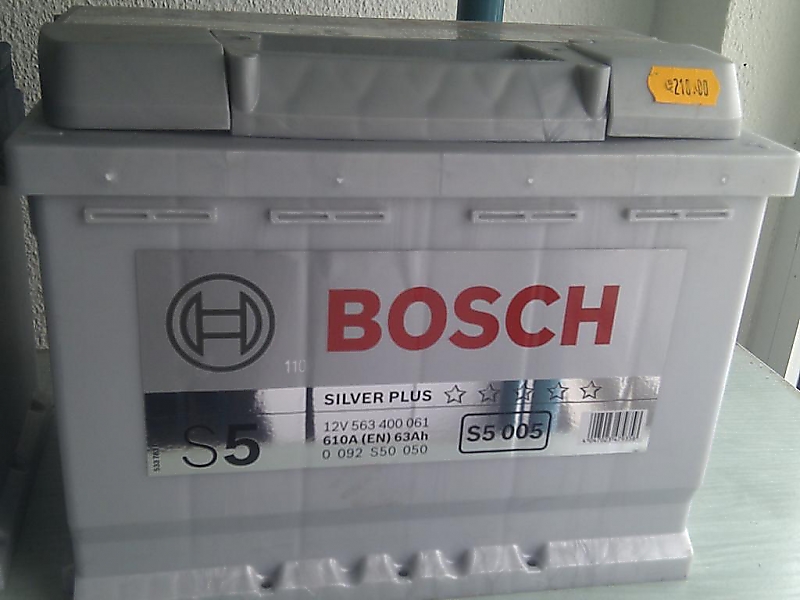 210.00
BOSCH
110
SILVER PLUS
S5
12V 563 400 061
610A (EN) 63Ah
0 092 S50 050
S5 005